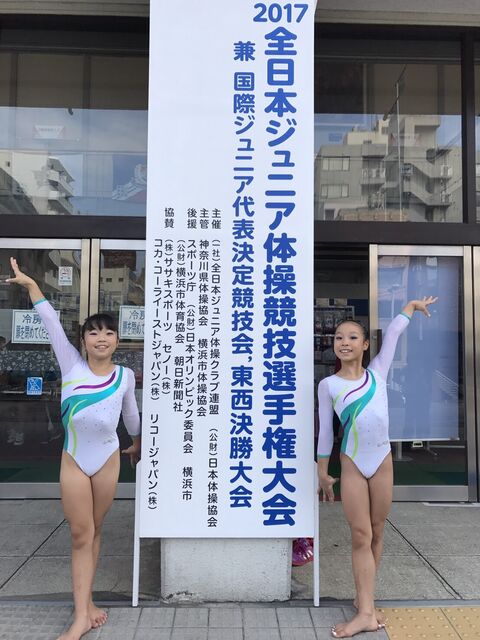 2017
全日本ジュニア体操競技選手権大会
兼 国際ジュニア代表決定競技会，東西決勝大会
主催 (一社)全日本ジュニア体操クラブ連盟 (公財)日本体操協会
主管 神奈川県体操協会 横浜市体操協会
後援 スポーツ庁 (公財)日本オリンピック委員会 横浜市
(公財)横浜市体育協会 朝日新聞社
協賛 (株)ササキスポーツ セノー(株)
コカ・コーライーストジャパン(株) リコージャパン(株)